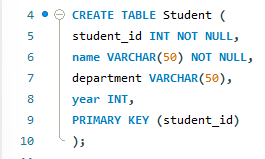 4 CREATE TABLE Student (
5 student_id INT NOT NULL,
6 name VARCHAR(50) NOT NULL,
7 department VARCHAR(50),
8 year INT,
9 PRIMARY KEY (student_id)
10 );